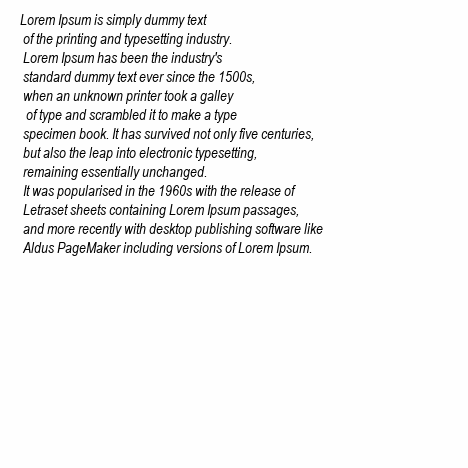 Lorem Ipsum is simply dummy text
of the printing and typesetting industry.
Lorem Ipsum has been the industry's
standard dummy text ever since the 1500s,
when an unknown printer took a galley
of type and scrambled it to make a type
specimen book. It has survived not only five centuries,
but also the leap into electronic typesetting,
remaining essentially unchanged.
It was popularised in the 1960s with the release of
Letraset sheets containing Lorem Ipsum passages,
and more recently with desktop publishing software like
Aldus PageMaker including versions of Lorem Ipsum.